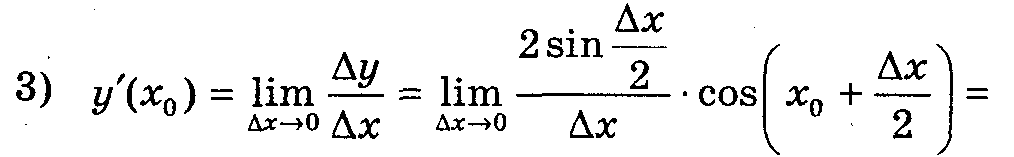 3) y′(x₀) = lim_{Δx→0} Δy/Δx = lim_{Δx→0} (2 sin Δx/2)/Δx · cos(x₀ + Δx/2) =